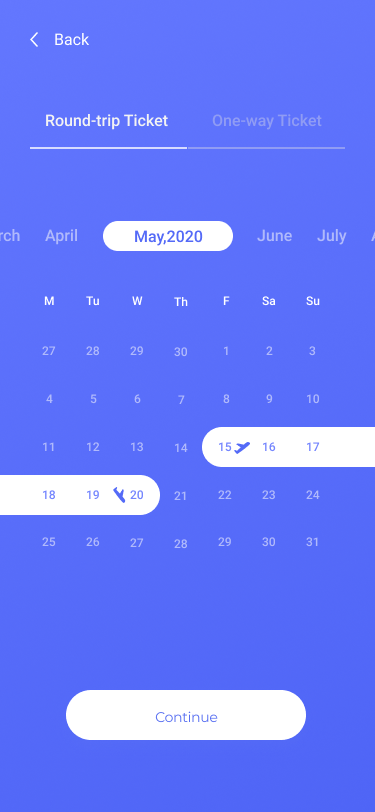 Back
Round-trip Ticket One-way Ticket
rch April May,2020 June July A
M Tu W Th F Sa Su
27 28 29 30 1 2 3
4 5 6 7 8 9 10
11 12 13 14 15 16 17
18 19 20 21 22 23 24
25 26 27 28 29 30 31
Continue